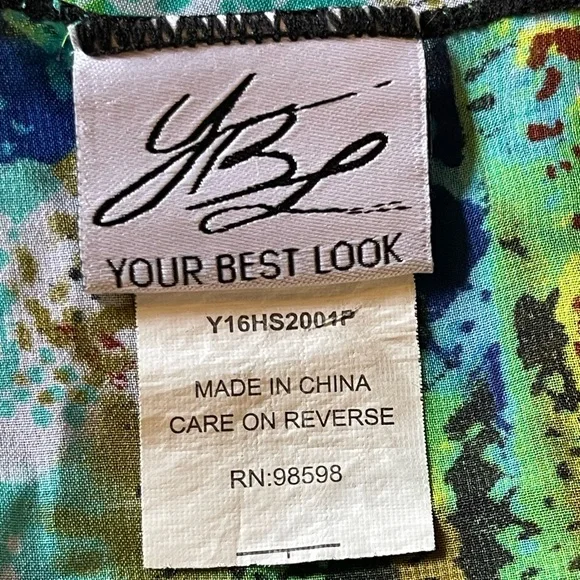 YBL
YOUR BEST LOOK
Y16HS2001P
MADE IN CHINA
CARE ON REVERSE
RN:98598